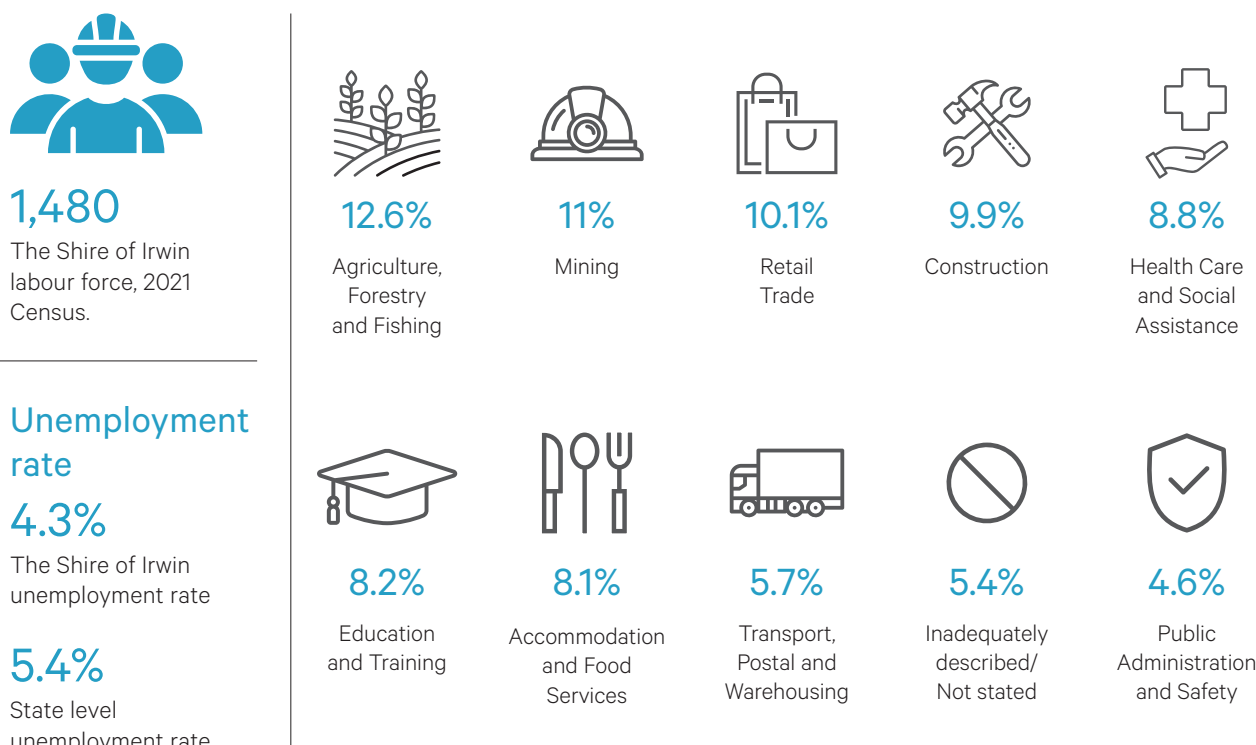 1,480
The Shire of Irwin
labour force, 2021
Census.
Unemployment
rate
4.3%
The Shire of Irwin
unemployment rate
5.4%
State level
unemployment rate
12.6%
Agriculture,
Forestry
and Fishing
11%
Mining
10.1%
Retail
Trade
9.9%
Construction
8.8%
Health Care
and Social
Assistance
8.2%
Education
and Training
8.1%
Accommodation
and Food
Services
5.7%
Transport,
Postal and
Warehousing
5.4%
Inadequately
described/
Not stated
4.6%
Public
Administration
and Safety